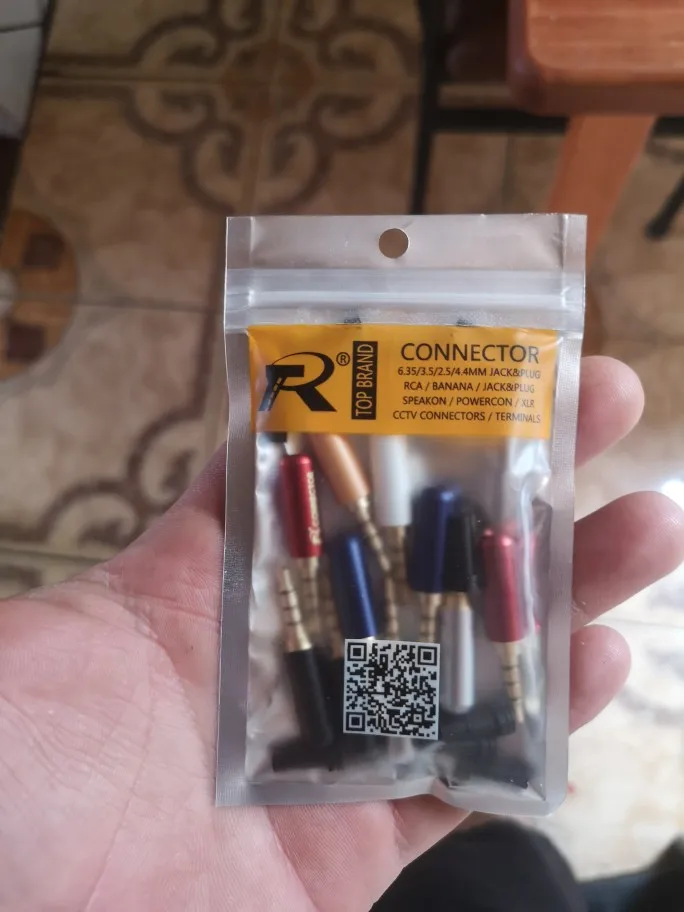 R®
TOP BRAND
CONNECTOR
6.35/3.5/2.5/4.4MM JACK&PLUG
RCA / BANANA / JACK&PLUG
SPEAKON / POWERCON / XLR
CCTV CONNECTORS / TERMINALS